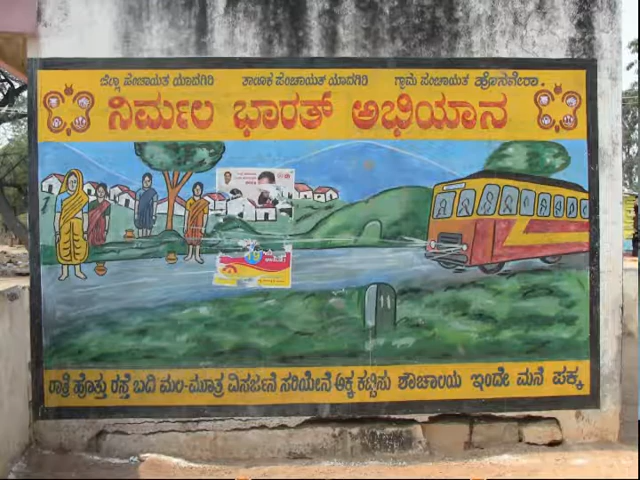 ಜಿಲ್ಲಾ ಪಂಚಾಯತ ಯಾದಗಿರಿ ತಾಲೂಕ ಪಂಚಾಯತ್ ಯಾದಗಿರಿ ಗ್ರಾಮ ಪಂಚಾಯತ ಹೊಸಗೇರಾ.
ನಿರ್ಮಲ ಭಾರತ್ ಅಭಿಯಾನ
ರಾತ್ರಿ ಹೊತ್ತು ರಸ್ತೆ ಬದಿ ಮಲ-ಮೂತ್ರ ವಿಸರ್ಜನೆ ಸರಿಯೇನೆ ಅಕ್ಕ ಕಟ್ಟಿಸು ಶೌಚಾಲಯ ಇಂದೇ ಮನೆ ಪಕ್ಕ